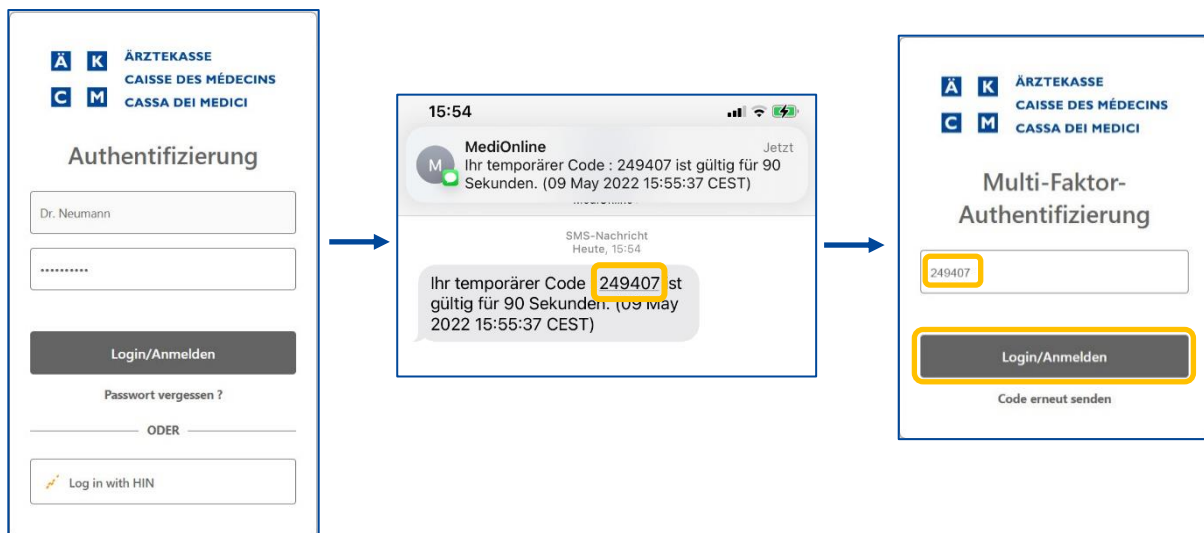 Ä K ÄRZTEKASSE
CAISSE DES MÉDECINS
C M CASSA DEI MEDICI
Authentifizierung
Dr. Neumann
••••••••••
Login/Anmelden
Passwort vergessen ?
ODER
Log in with HIN
15:54
MediOnline
Jetzt
M
Ihr temporärer Code : 249407 ist gültig für 90
Sekunden. (09 May 2022 15:55:37 CEST)
SMS-Nachricht
Heute, 15:54
Ihr temporärer Code 249407 st
gültig für 90 Sekunden. (09 May
2022 15:55:37 CEST)
Ä K ÄRZTEKASSE
CAISSE DES MÉDECINS
C M CASSA DEI MEDICI
Multi-Faktor-
Authentifizierung
249407
Login/Anmelden
Code erneut senden